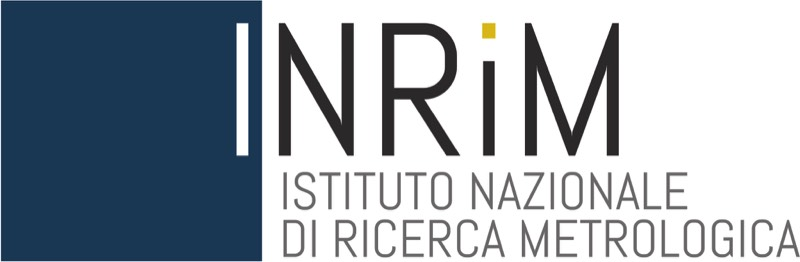 INRiM
ISTITUTO NAZIONALE
DI RICERCA METROLOGICA